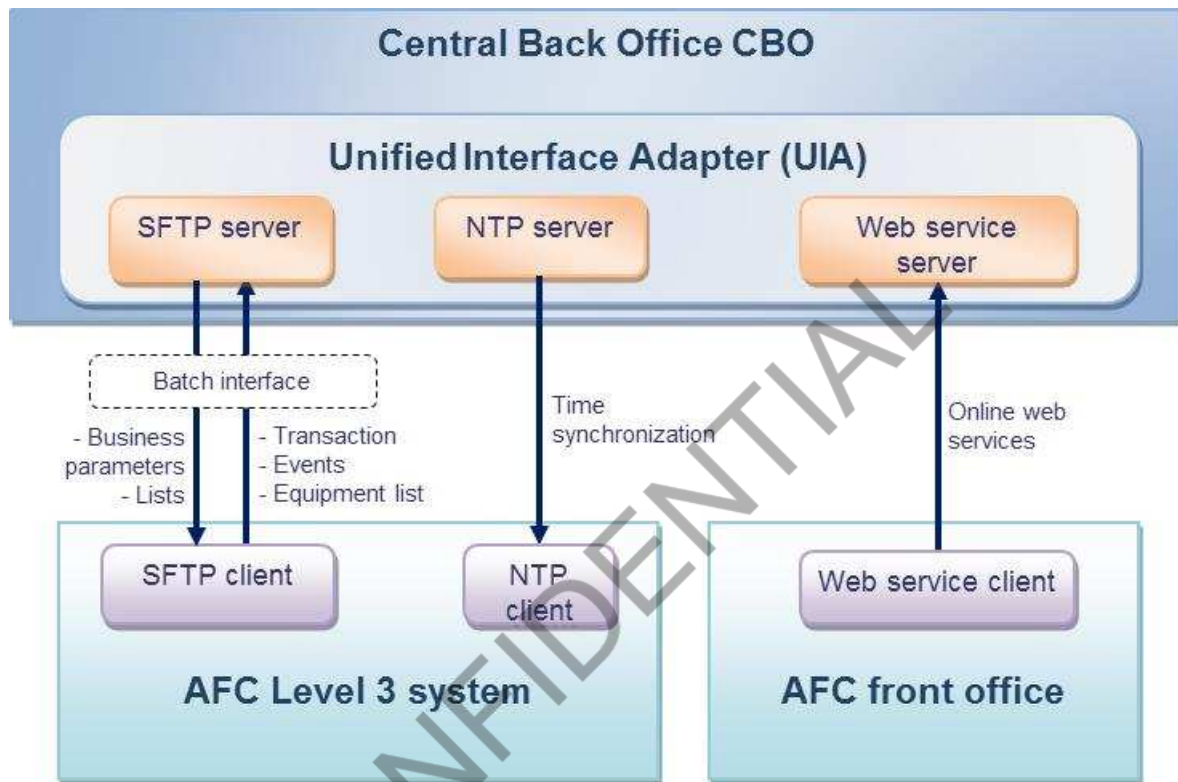 Central Back Office CBO
Unified Interface Adapter (UIA)
SFTP server
NTP server
Web service
server
Batch interface
- Business
parameters
- Lists
- Transaction
- Events
- Equipment list
Time
synchronization
Online web
services
SFTP client
NTP
client
Web service client
AFC Level 3 system
AFC front office
NFIDENTIAL